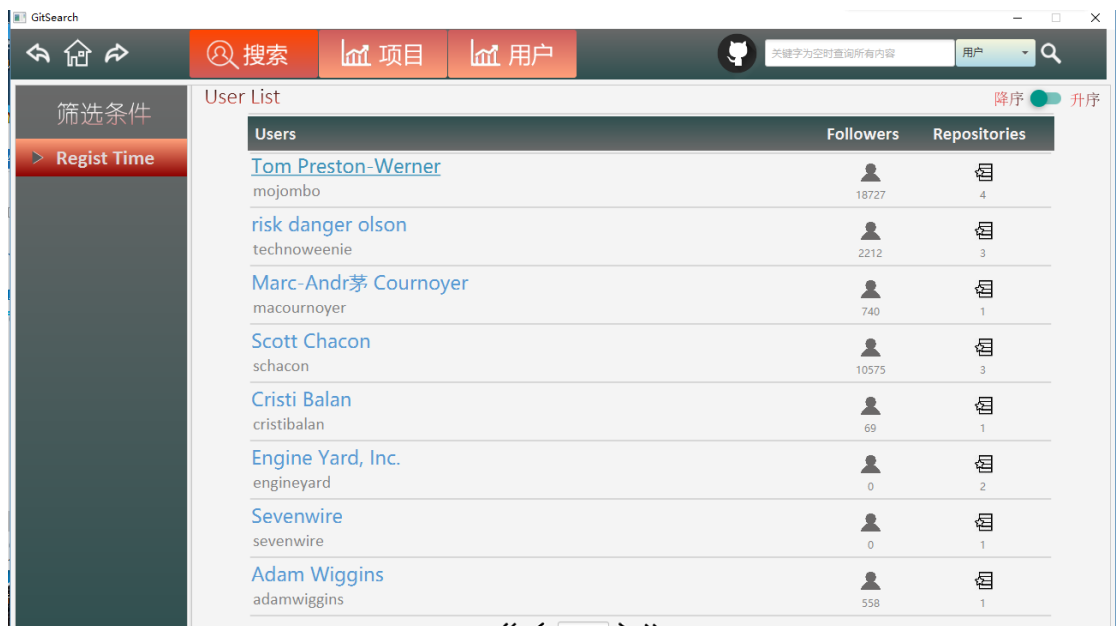 GitSearch
搜索 项目 用户 关键字为空时查询所有内容 用户
筛选条件
Regist Time
User List 降序 升序
Users Followers Repositories
Tom Preston-Werner
mojombo 18727 4
risk danger olson
technoweenie 2212 3
Marc-Andr茅 Cournoyer
macournoyer 740 1
Scott Chacon
schacon 10575 3
Cristi Balan
cristibalan 69 1
Engine Yard, Inc.
engineyard 0 2
Sevenwire
sevenwire 0 1
Adam Wiggins
adamwiggins 558 1